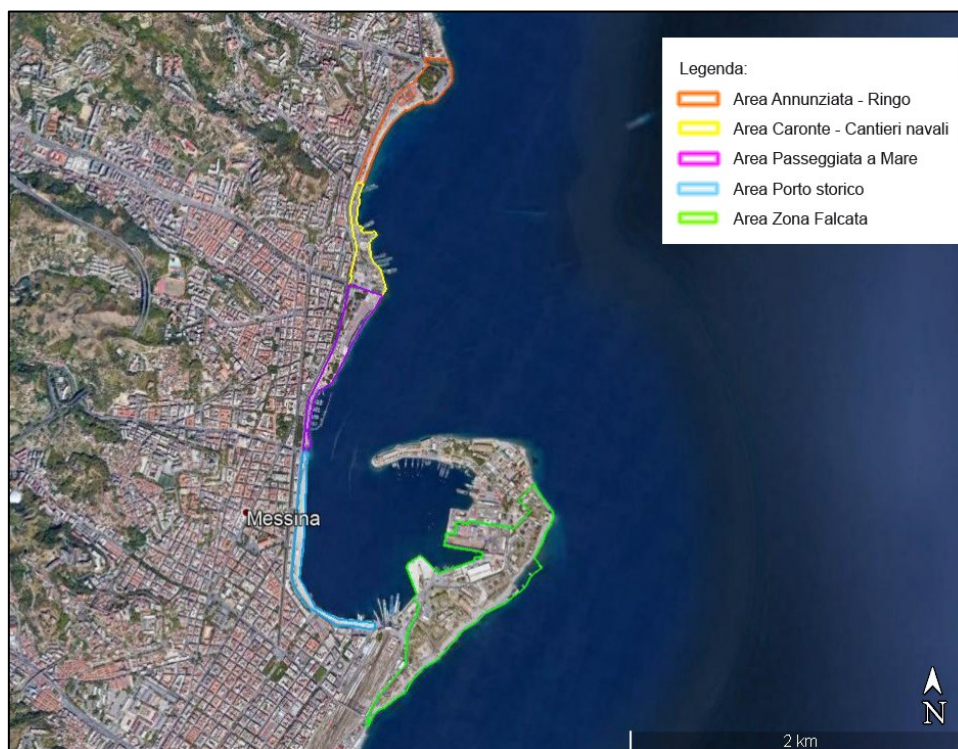 Legenda:
Area Annunziata - Ringo
Area Caronte - Cantieri navali
Area Passeggiata a Mare
Area Porto storico
Area Zona Falcata
Messina
N
2 km